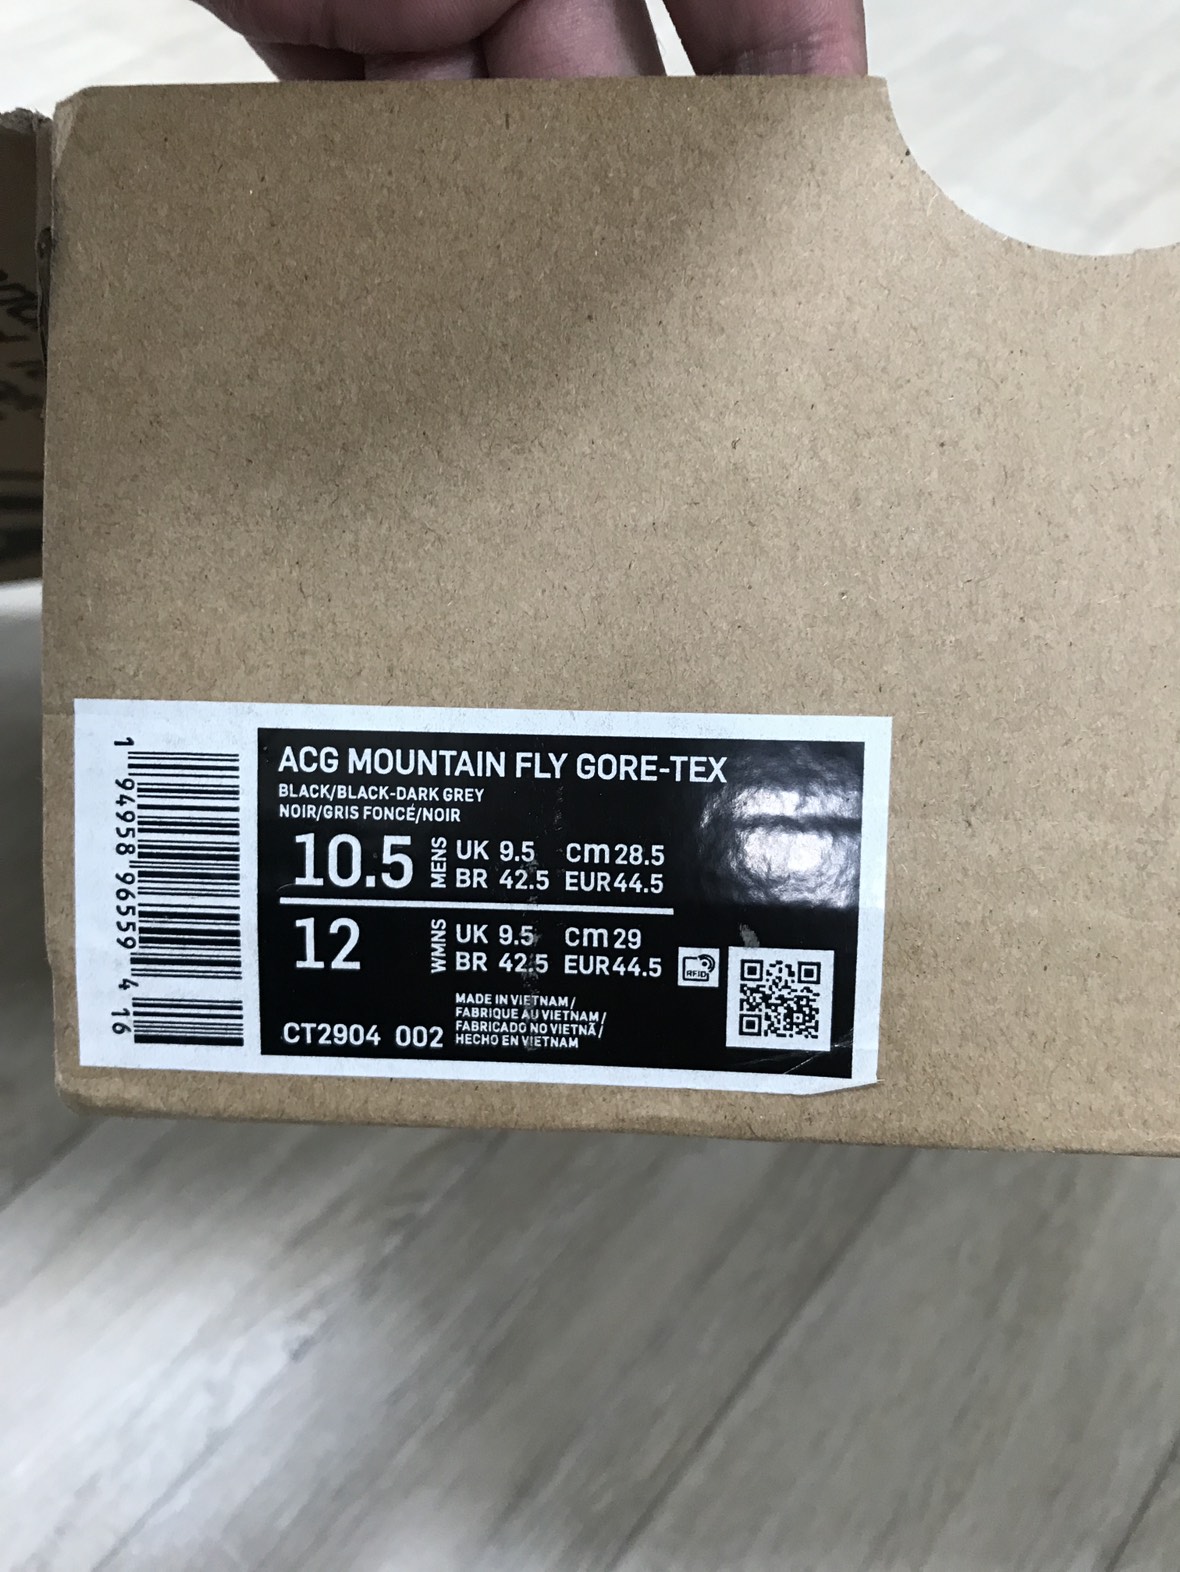 ACG MOUNTAIN FLY GORE-TEX
BLACK/BLACK-DARK GREY
NOIR/GRIS FONCÉ/NOIR
10.5 MENS UK 9.5 cm 28.5
BR 42.5 EUR 44.5
12 WMNS UK 9.5 cm 29
BR 42.5 EUR 44.5
RFID
CT2904 002
MADE IN VIETNAM/
FABRIQUE AU VIETNAM/
FABRICADO NO VIETNÃ/
HECHO EN VIETNAM
1 94958 96559 4 16